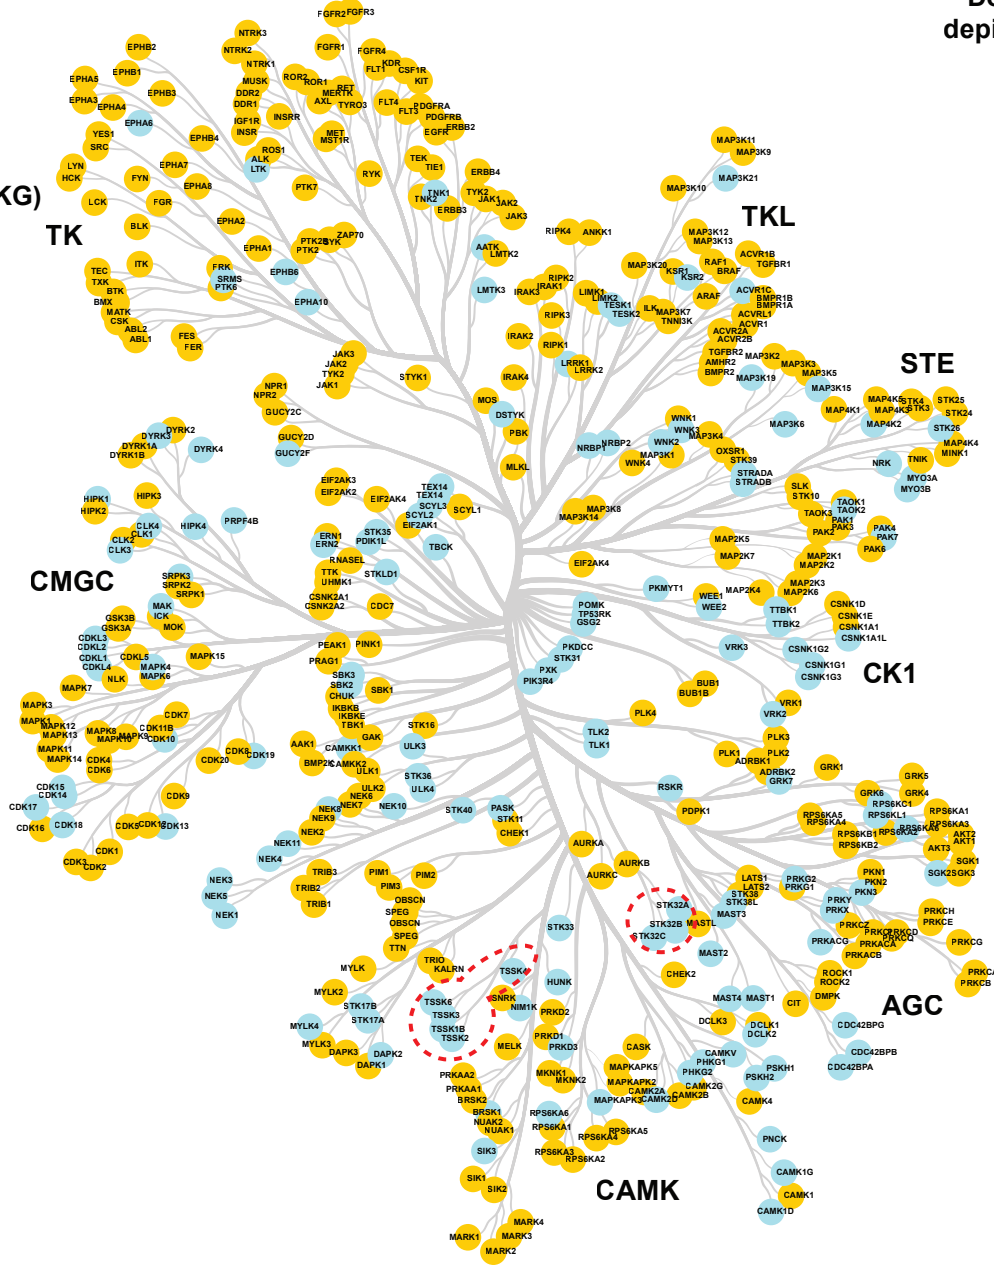 De
depi
KG)
TK
TKL
STE
CMGC
CK1
AGC
CAMK
FGFR2
FGFR3
NTRK3
NTRK2
NTRK1
FGFR1
FGFR4
KDR
FLT1
CSF1R
KIT
EPHB2
EPHB1
EPHA5
EPHA3
EPHA4
EPHB3
EPHA6
MUSK
DDR2
DDR1
ROR2
ROR1
RET
MERTK
AXL
TYRO3
FLT4
FLT3
PDGFRA
PDGFRB
EGFR
ERBB2
IGF1R
INSR
INSRR
MET
MST1R
YES1
SRC
EPHB4
ROS1
ALK
LTK
TEK
TIE1
ERBB4
LYN
HCK
FYN
EPHA7
EPHA8
PTK7
RYK
TNK1
TNK2
TYK2
JAK1
JAK2
JAK3
ERBB3
LCK
FGR
BLK
EPHA2
EPHA1
PTK2B
SYK
ZAP70
PTK2
AATK
LMTK2
LMTK3
TEC
TXK
BTK
BMX
MATK
CSK
ABL2
ABL1
ITK
FRK
SRMS
PTK6
EPHB6
EPHA10
FES
FER
JAK3
JAK2
TYK2
JAK1
STYK1
NPR1
NPR2
GUCY2C
GUCY2D
GUCY2F
MOS
DSTYK
PBK
MLKL
MAP3K11
MAP3K9
MAP3K21
MAP3K10
RIPK4
ANKK1
MAP3K12
MAP3K13
MAP3K20
KSR1
KSR2
RAF1
BRAF
ARAF
ACVR1B
TGFBR1
ACVR1C
BMPR1B
BMPR1A
ACVRL1
ACVR1
ACVR2A
ACVR2B
TGFBR2
AMHR2
BMPR2
IRAK3
IRAK1
RIPK2
LIMK1
LIMK2
TESK1
TESK2
ILK
MAP3K7
TNNI3K
RIPK3
IRAK2
RIPK1
IRAK4
LRRK1
LRRK2
MAP3K2
MAP3K3
MAP3K5
MAP3K19
MAP3K15
MAP3K6
MAP4K1
MAP4K5
MAP4K3
MAP4K2
STK4
STK3
STK25
STK24
STK26
MAP4K4
MINK1
NRK
TNIK
MYO3A
MYO3B
WNK1
WNK3
WNK2
WNK4
MAP3K1
MAP3K4
OXSR1
STK39
STRADA
STRADB
NRBP1
NRBP2
MAP3K14
MAP3K8
SLK
STK10
TAOK1
TAOK2
TAOK3
PAK1
PAK3
PAK2
PAK4
PAK7
PAK6
MAP2K5
MAP2K7
MAP2K1
MAP2K2
MAP2K3
MAP2K6
MAP2K4
EIF2AK4
PKMYT1
WEE1
WEE2
TTBK1
TTBK2
CSNK1D
CSNK1E
CSNK1A1
CSNK1A1L
CSNK1G2
CSNK1G1
CSNK1G3
VRK3
VRK1
VRK2
POMK
TP53RK
GSG2
PKDCC
STK31
PXK
PIK3R4
BUB1
BUB1B
PLK4
PLK3
PLK2
PLK1
TLK2
TLK1
DYRK2
DYRK3
DYRK1A
DYRK1B
DYRK4
HIPK1
HIPK2
HIPK3
HIPK4
PRPF4B
CLK4
CLK1
CLK2
CLK3
SRPK3
SRPK2
SRPK1
MAK
ICK
MOK
GSK3B
GSK3A
CDKL3
CDKL2
CDKL1
CDKL4
CDKL5
NLK
MAPK4
MAPK6
MAPK15
MAPK7
MAPK3
MAPK1
MAPK12
MAPK13
MAPK11
MAPK14
MAPK8
MAPK10
MAPK9
CDK7
CDK11B
CDK10
CDK4
CDK6
CDK20
CDK8
CDK19
CDK15
CDK14
CDK17
CDK16
CDK18
CDK9
CDK5
CDK13
CDK1
CDK3
CDK2
EIF2AK3
EIF2AK2
EIF2AK4
TEX14
TEX14
SCYL3
SCYL2
EIF2AK1
SCYL1
TBCK
ERN1
ERN2
STK35
PDIK1L
RNASEL
TTK
UHMK1
STKLD1
CSNK2A1
CSNK2A2
CDC7
PEAK1
PINK1
PRAG1
SBK3
SBK2
SBK1
CHUK
IKBKB
IKBKE
TBK1
STK16
GAK
AAK1
BMP2K
CAMKK1
CAMKK2
ULK3
ULK1
ULK2
STK36
ULK4
NEK6
NEK7
NEK8
NEK9
NEK10
NEK2
NEK11
NEK4
NEK3
NEK5
NEK1
STK40
PASK
STK11
CHEK1
TRIB3
TRIB2
TRIB1
PIM1
PIM2
PIM3
OBSCN
SPEG
OBSCN
SPEG
TTN
TRIO
KALRN
MYLK
MYLK2
MYLK4
MYLK3
STK17B
STK17A
DAPK3
DAPK2
DAPK1
TSSK4
TSSK6
TSSK3
TSSK1B
TSSK2
SNRK
NIM1K
HUNK
STK33
MELK
PRKD2
PRKD1
PRKD3
PRKAA2
PRKAA1
BRSK2
BRSK1
NUAK2
NUAK1
SIK3
SIK1
SIK2
MARK4
MARK3
MARK1
MARK2
MKNK1
MKNK2
RPS6KA6
RPS6KA1
RPS6KA3
RPS6KA2
RPS6KA4
RPS6KA5
CASK
MAPKAPK5
MAPKAPK2
MAPKAPK3
CAMK2A
CAMK2D
CAMK2G
CAMK2B
CAMKV
PHKG1
PHKG2
PSKH1
PSKH2
CAMK4
PNCK
CAMK1G
CAMK1
CAMK1D
DCLK3
DCLK1
DCLK2
CHEK2
AURKA
AURKB
AURKC
STK32A
STK32B
STK32C
MASTL
MAST3
MAST2
MAST4
MAST1
LATS1
LATS2
STK38
STK38L
RSKR
PDPK1
ADRBK1
ADRBK2
GRK7
GRK1
GRK5
GRK4
GRK6
RPS6KC1
RPS6KL1
RPS6KA5
RPS6KA4
RPS6KB1
RPS6KB2
RPS6KA2
RPS6KA6
RPS6KA1
RPS6KA3
AKT2
AKT1
AKT3
SGK1
SGK2
SGK3
PKN1
PKN2
PKN3
PRKG2
PRKG1
PRKY
PRKX
PRKACG
PRKACA
PRKACB
PRKCZ
PRKCI
PRKCD
PRKCQ
PRKCH
PRKCE
PRKCG
PRKCA
PRKCB
ROCK1
ROCK2
DMPK
CIT
CDC42BPG
CDC42BPB
CDC42BPA